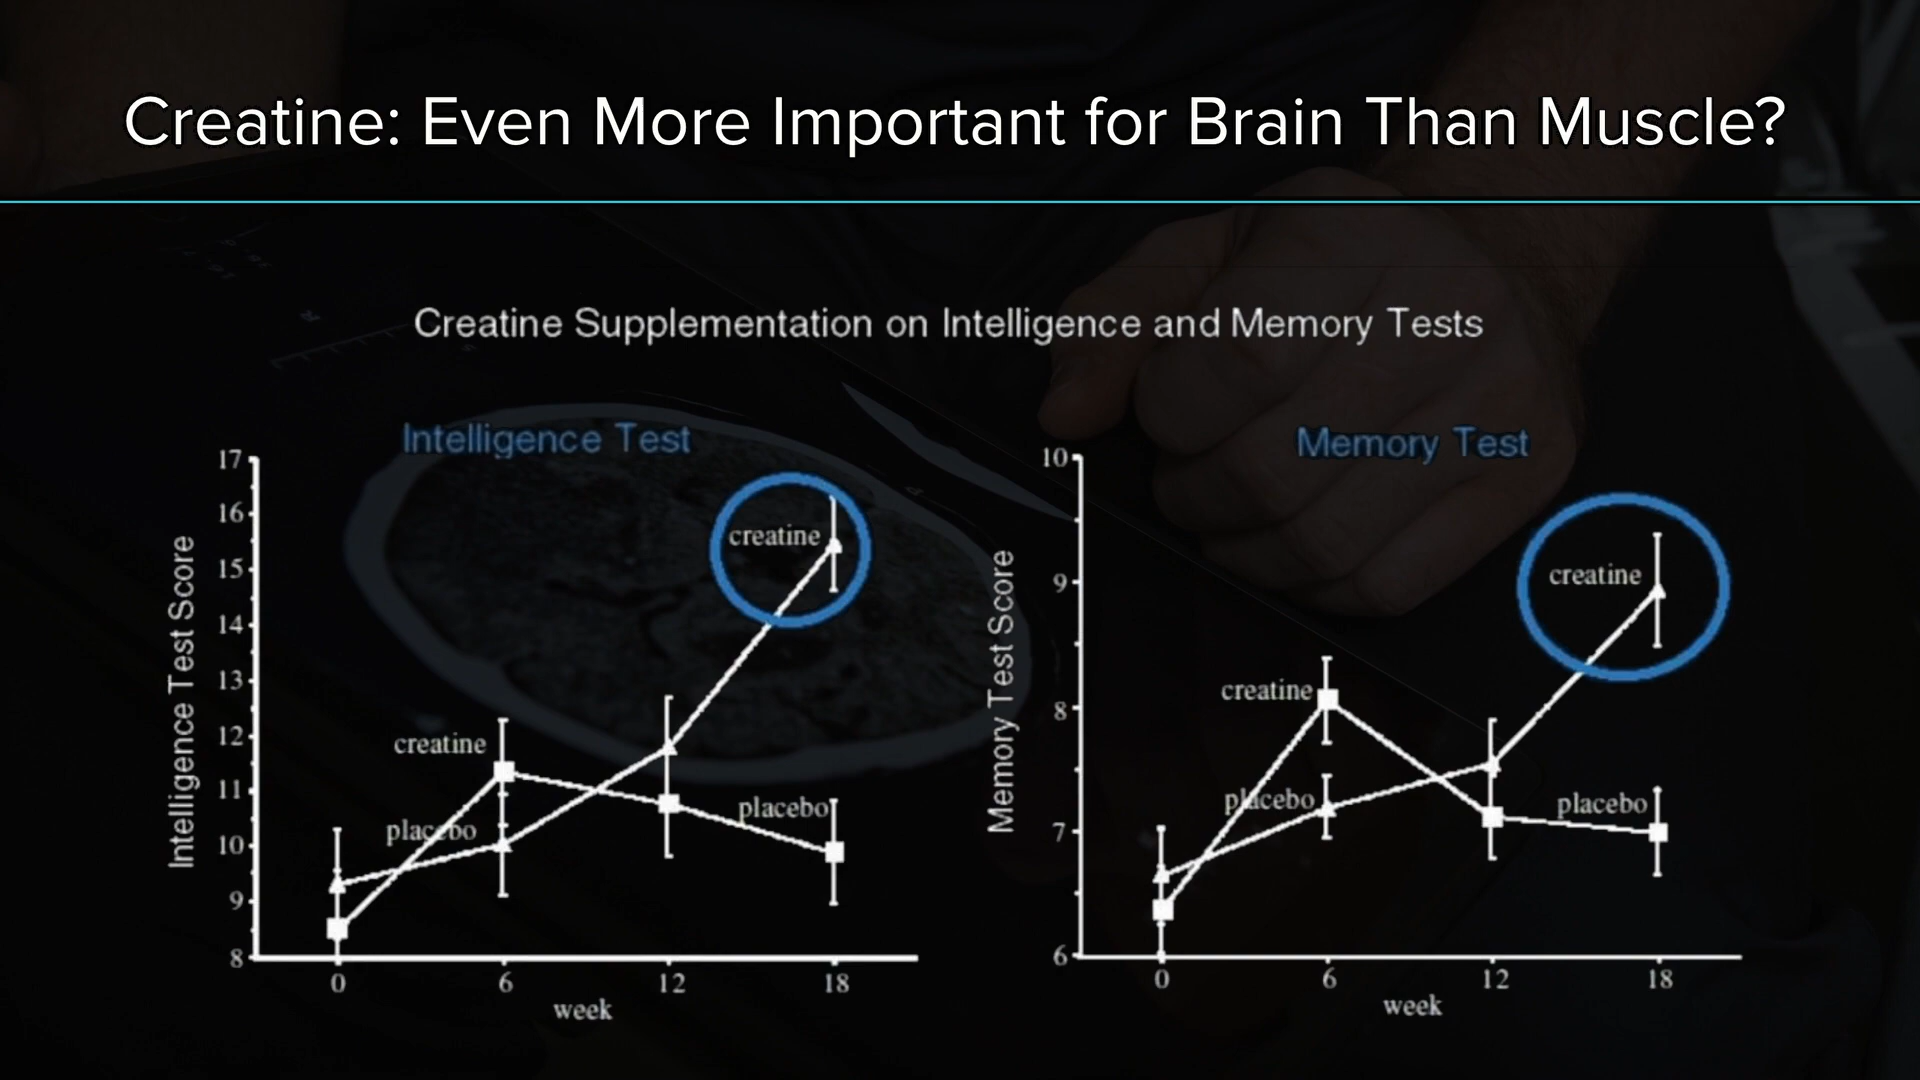 Creatine: Even More Important for Brain Than Muscle?
Creatine Supplementation on Intelligence and Memory Tests
Intelligence Test
Intelligence Test Score
17
16
15
14
13
12
11
10
9
8
creatine
creatine
placebo
placebo
0 6 12 18
week
Memory Test
Memory Test Score
10
9
8
7
6
creatine
creatine
placebo
placebo
0 6 12 18
week